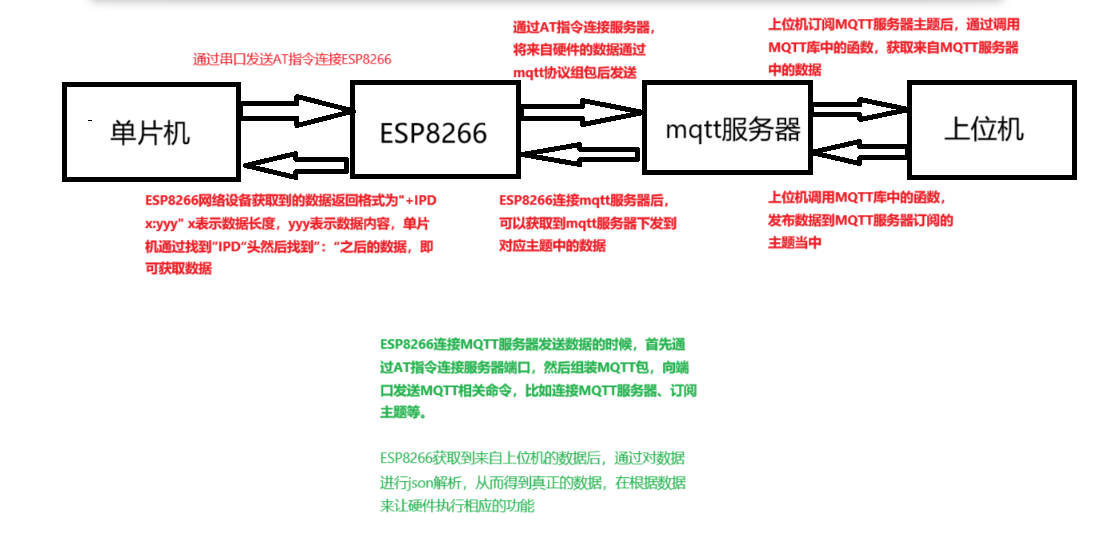 通过串口发送AT指令连接ESP8266
通过AT指令连接服务器，
将来自硬件的数据通过
mqtt协议组包后发送
上位机订阅MQTT服务器主题后，通过调用
MQTT库中的函数，获取来自MQTT服务器
中的数据
单片机
ESP8266
mqtt服务器
上位机
ESP8266网络设备获取到的数据返回格式为"+IPD
x:yyy" x表示数据长度，yyy表示数据内容，单片
机通过找到”IPD“头然后找到”：“之后的数据，即
可获取数据
ESP8266连接mqtt服务器后，
可以获取到mqtt服务器下发到
对应主题中的数据
上位机调用MQTT库中的函数，
发布数据到MQTT服务器订阅的
主题当中
ESP8266连接MQTT服务器发送数据的时候，首先通
过AT指令连接服务器端口，然后组装MQTT包，向端
口发送MQTT相关命令，比如连接MQTT服务器、订阅
主题等。
ESP8266获取到来自上位机的数据后，通过对数据
进行json解析，从而得到真正的数据，在根据数据
来让硬件执行相应的功能